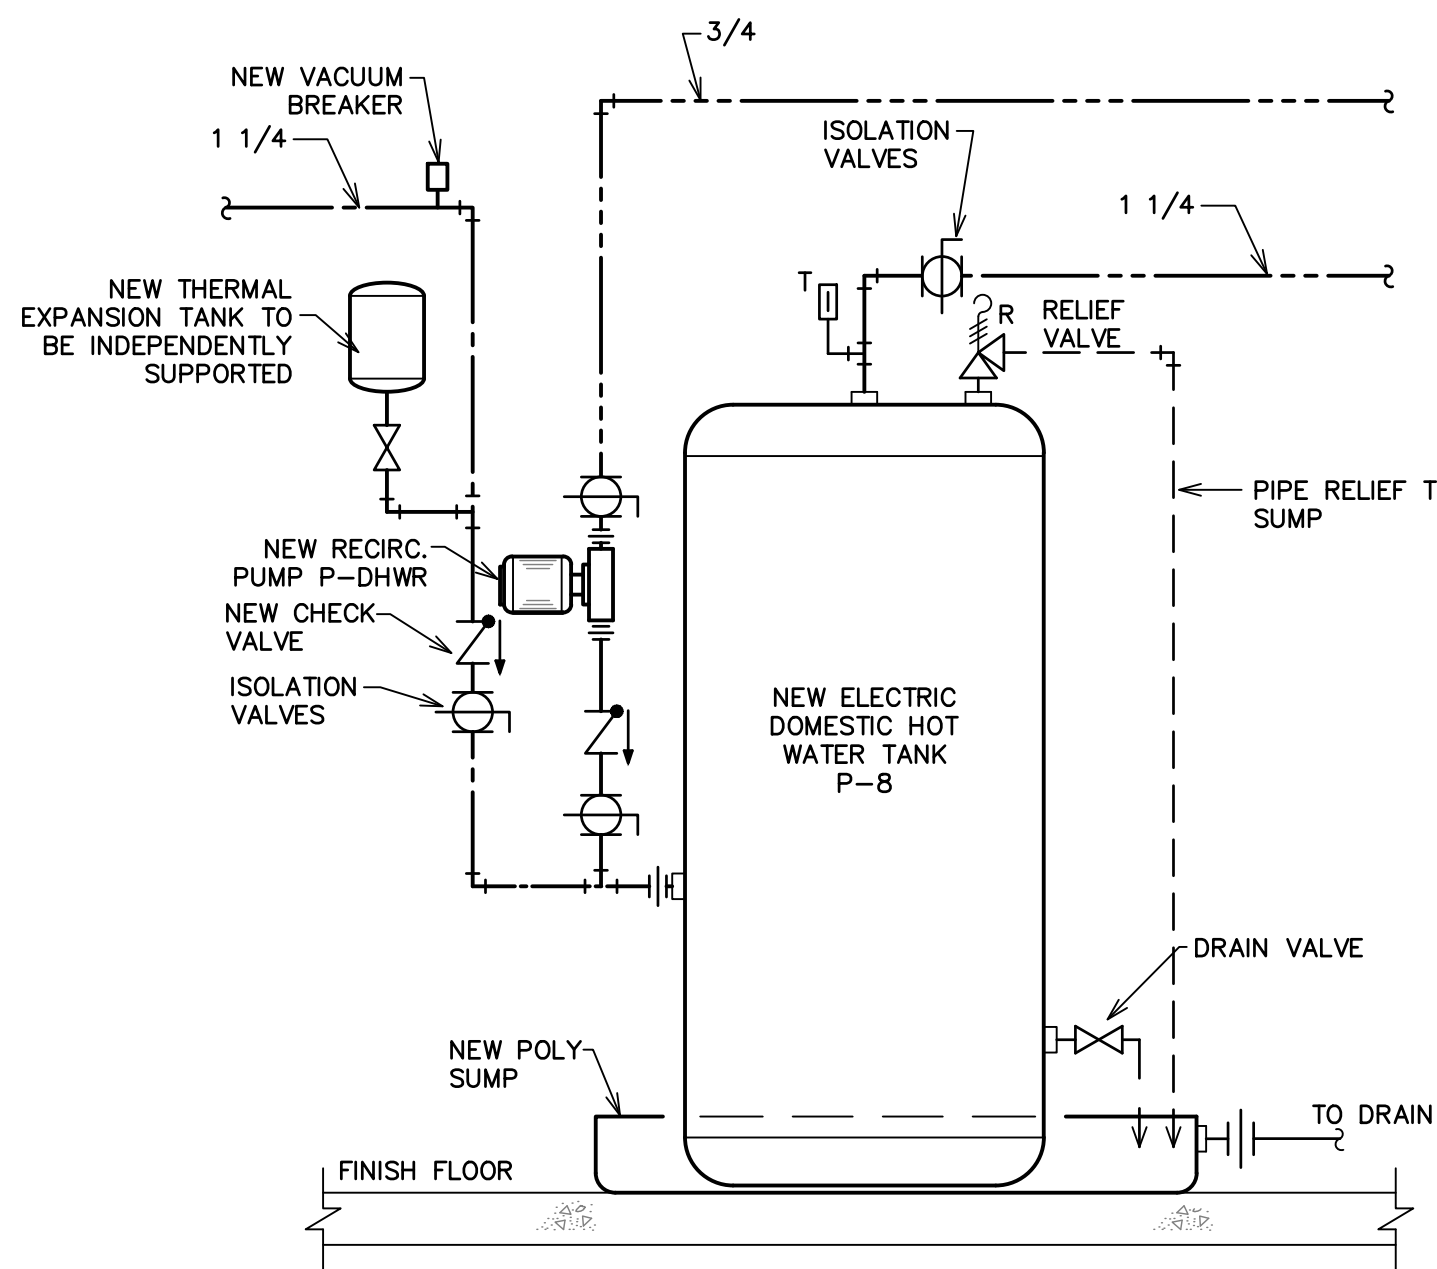 3/4
NEW VACUUM
BREAKER
1 1/4
ISOLATION
VALVES
1 1/4
NEW THERMAL
EXPANSION TANK TO
BE INDEPENDENTLY
SUPPORTED
T
R
RELIEF
VALVE
PIPE RELIEF T
SUMP
NEW RECIRC.
PUMP P-DHWR
NEW CHECK
VALVE
ISOLATION
VALVES
NEW ELECTRIC
DOMESTIC HOT
WATER TANK
P-8
DRAIN VALVE
NEW POLY
SUMP
TO DRAIN
FINISH FLOOR